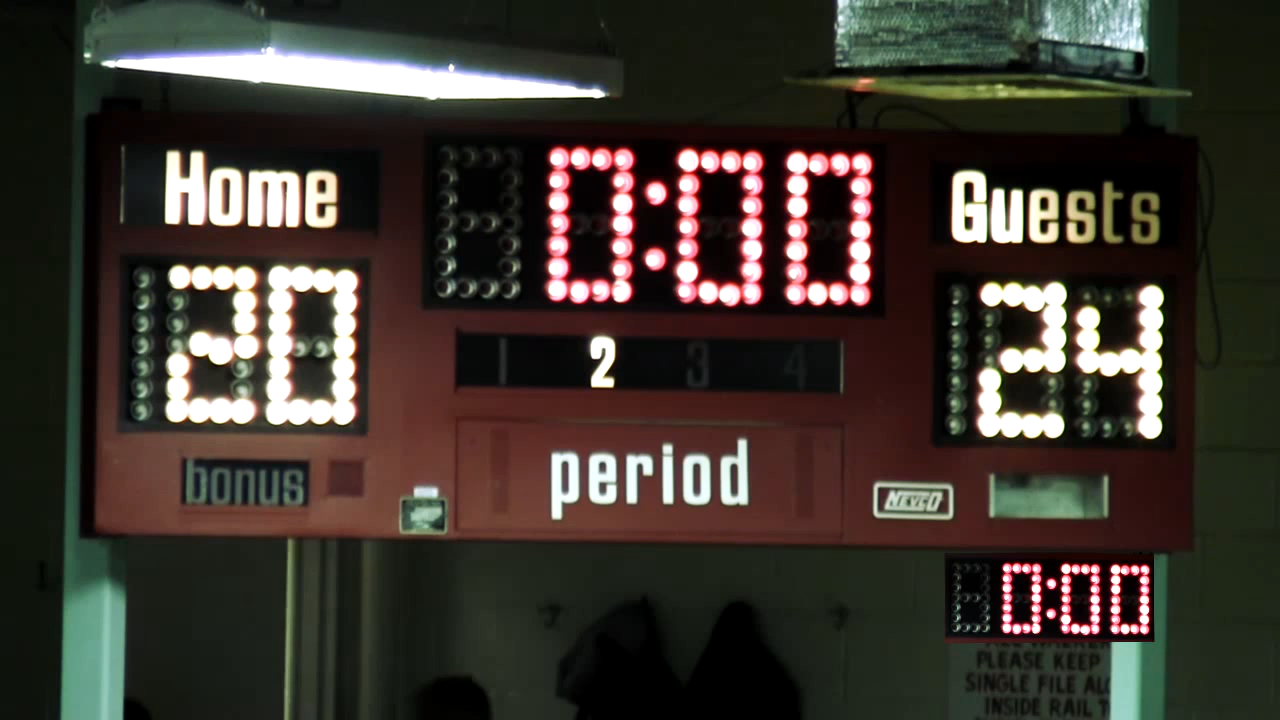 Home 0:00 Guests
20 24
1 2 3 4
bonus period NEVCO
0:00
PLEASE KEEP
SINGLE FILE
INSIDE RAIL